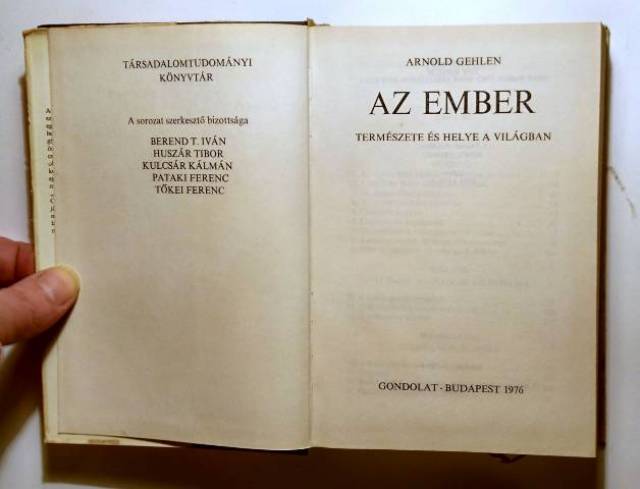 TÁRSADALOMTUDOMÁNYI
KÖNYVTÁR
A sorozat szerkesztő bizottsága
BEREND T. IVÁN
HUSZÁR TIBOR
KULCSÁR KÁLMÁN
PATAKI FERENC
TŐKEI FERENC
ARNOLD GEHLEN
AZ EMBER
TERMÉSZETE ÉS HELYE A VILÁGBAN
GONDOLAT · BUDAPEST 1976